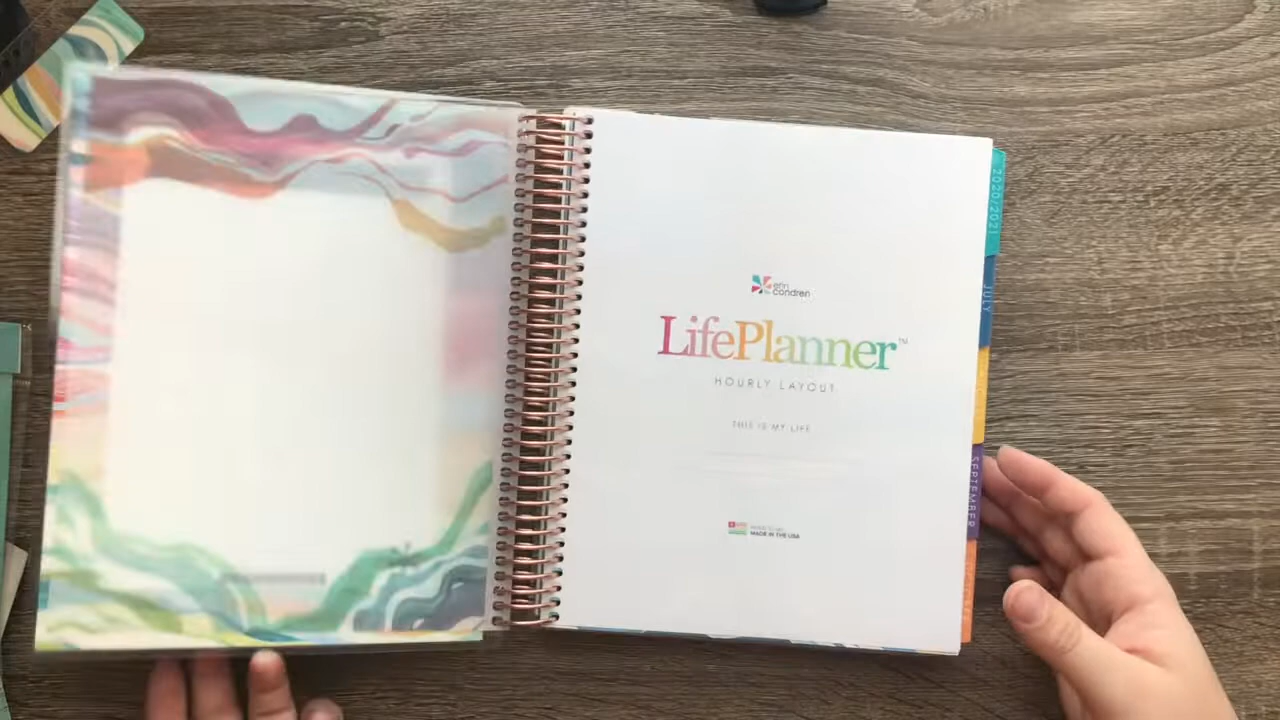 erin
condren
LifePlanner™
HOURLY LAYOUT
THIS IS MY LIFE
MADE IN THE USA
2020/2021
JULY
SEPTEMBER